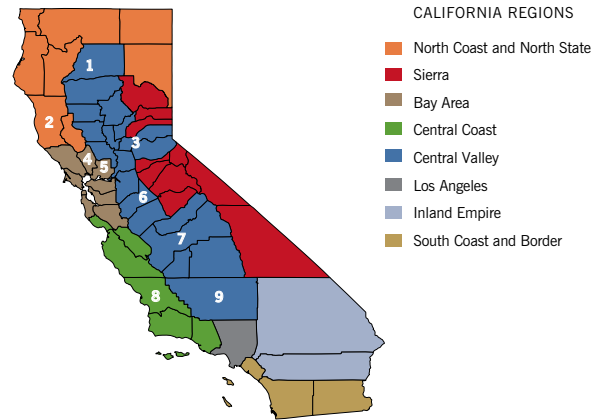 CALIFORNIA REGIONS
North Coast and North State
Sierra
Bay Area
Central Coast
Central Valley
Los Angeles
Inland Empire
South Coast and Border
1
2
3
4
5
6
7
8
9